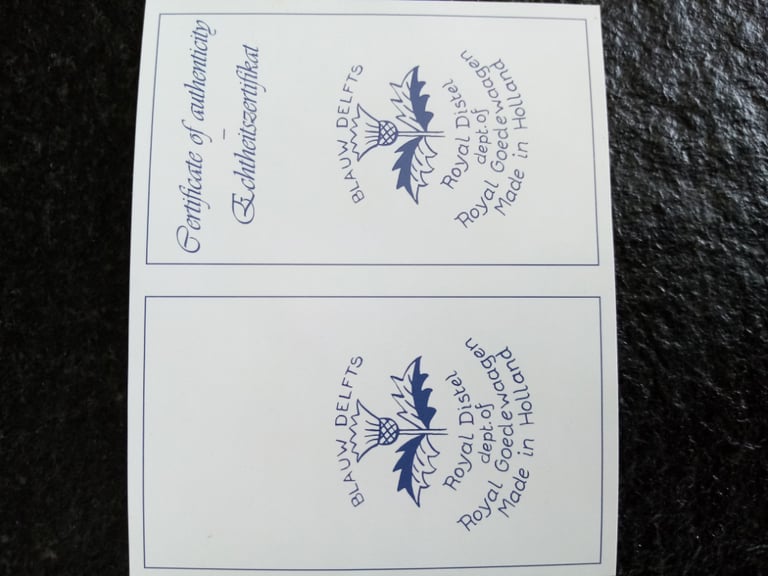 Certificate of authenticity
-
Echtheitszertifikat
BLAUW DELFTS
Royal Distel
dept.of
Royal Goedewaagen
Made in Holland
BLAUW DELFTS
Royal Distel
dept.of
Royal Goedewaagen
Made in Holland